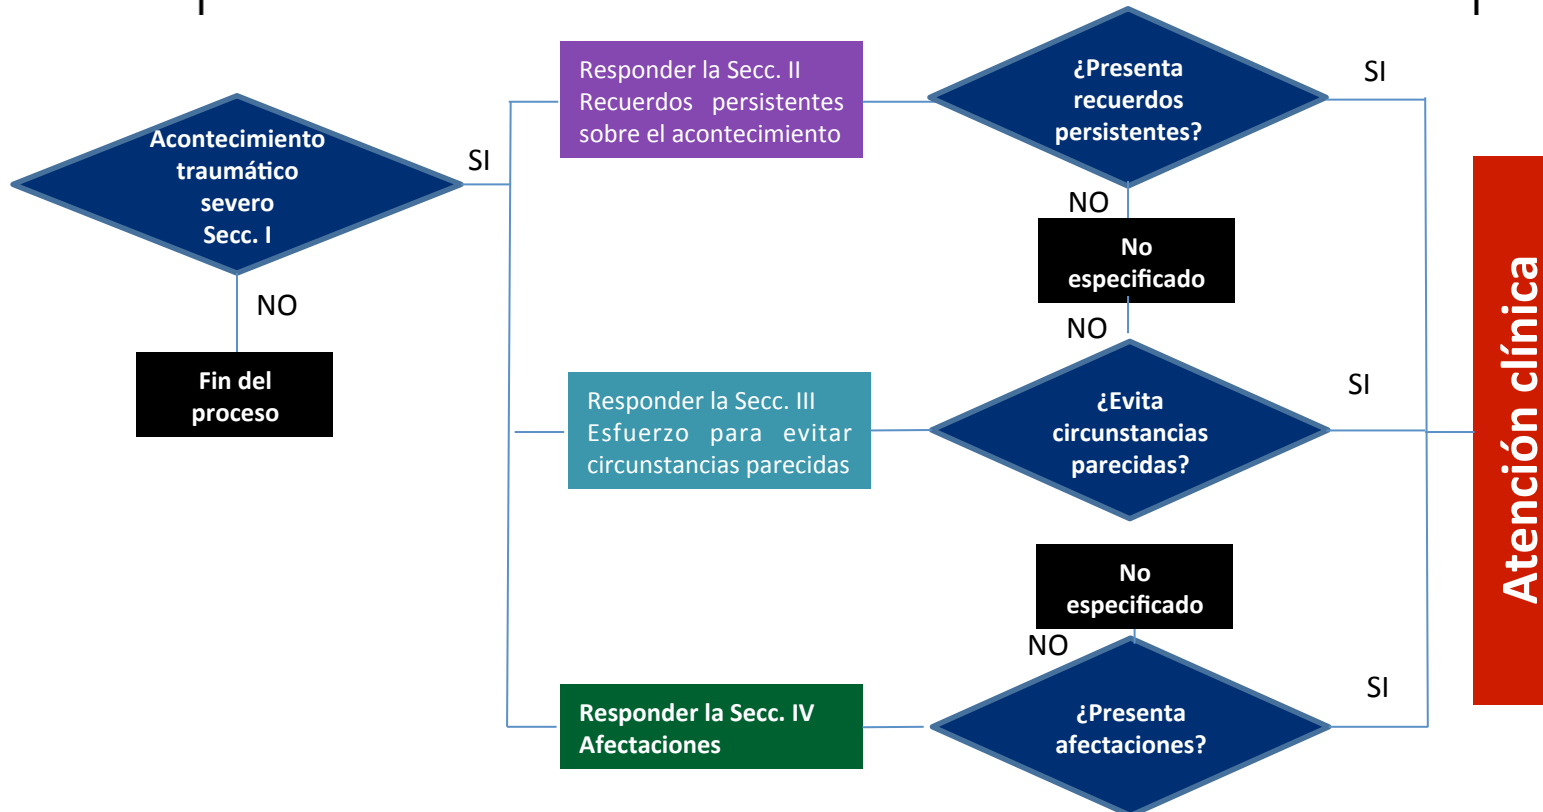 Acontecimiento
traumático
severo
Secc. I
SI
NO
Fin del
proceso
Responder la Secc. II
Recuerdos persistentes
sobre el acontecimiento
¿Presenta
recuerdos
persistentes?
SI
NO
No
especificado
NO
Responder la Secc. III
Esfuerzo para evitar
circunstancias parecidas
¿Evita
circunstancias
parecidas?
SI
No
especificado
NO
Responder la Secc. IV
Afectaciones
¿Presenta
afectaciones?
SI
Atención clínica